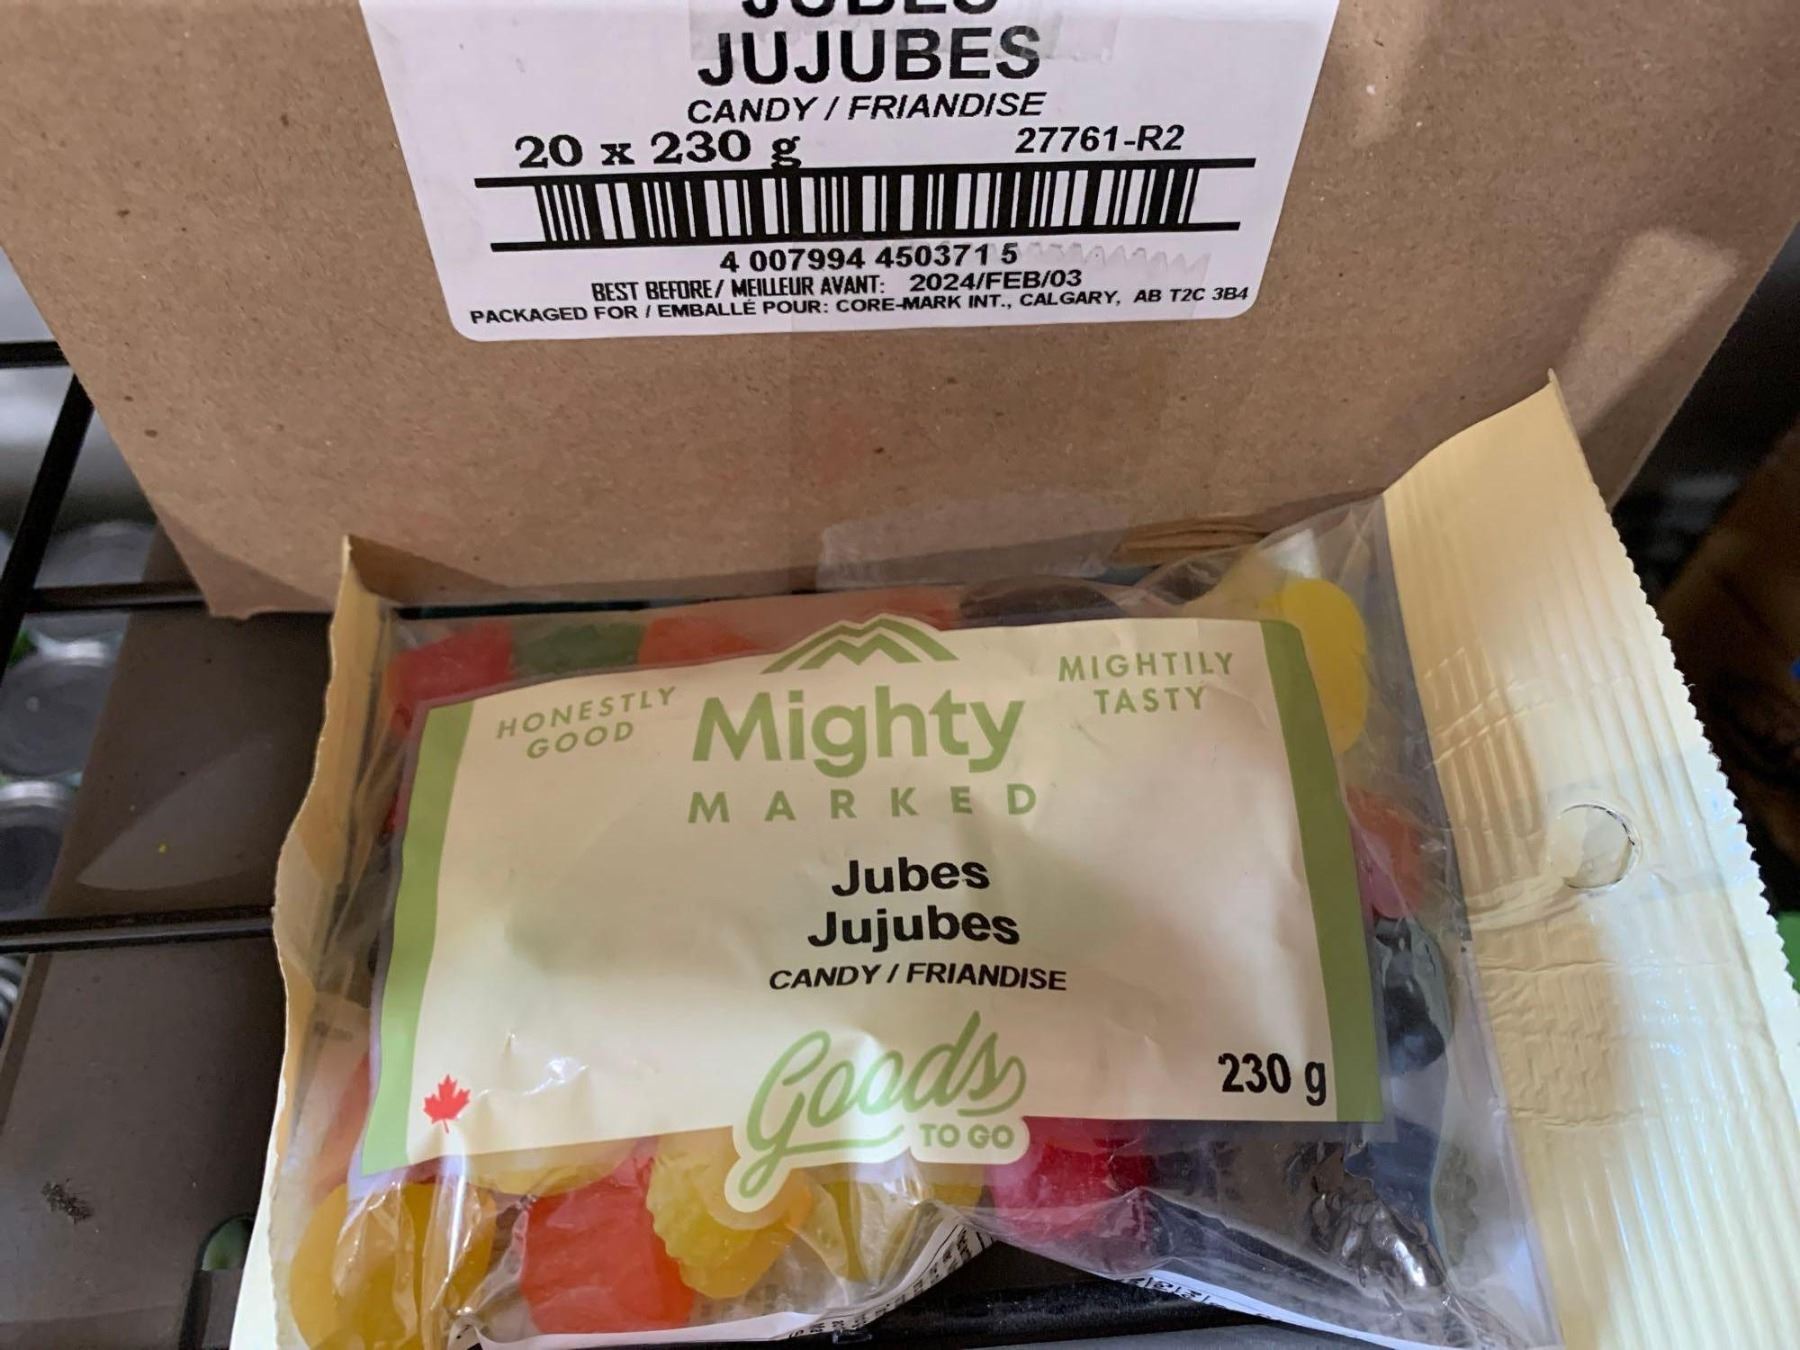 JUBES
JUJUBES
CANDY / FRIANDISE
20 x 230 g
27761-R2
4 007994 450371 5
BEST BEFORE / MEILLEUR AVANT: 2024/FEB/03
PACKAGED FOR / EMBALLÉ POUR: CORE-MARK INT., CALGARY, AB T2C 3B4
HONESTLY
GOOD
Mighty
MARKED
MIGHTILY
TASTY
Jubes
Jujubes
CANDY / FRIANDISE
Goods
TO GO
230 g